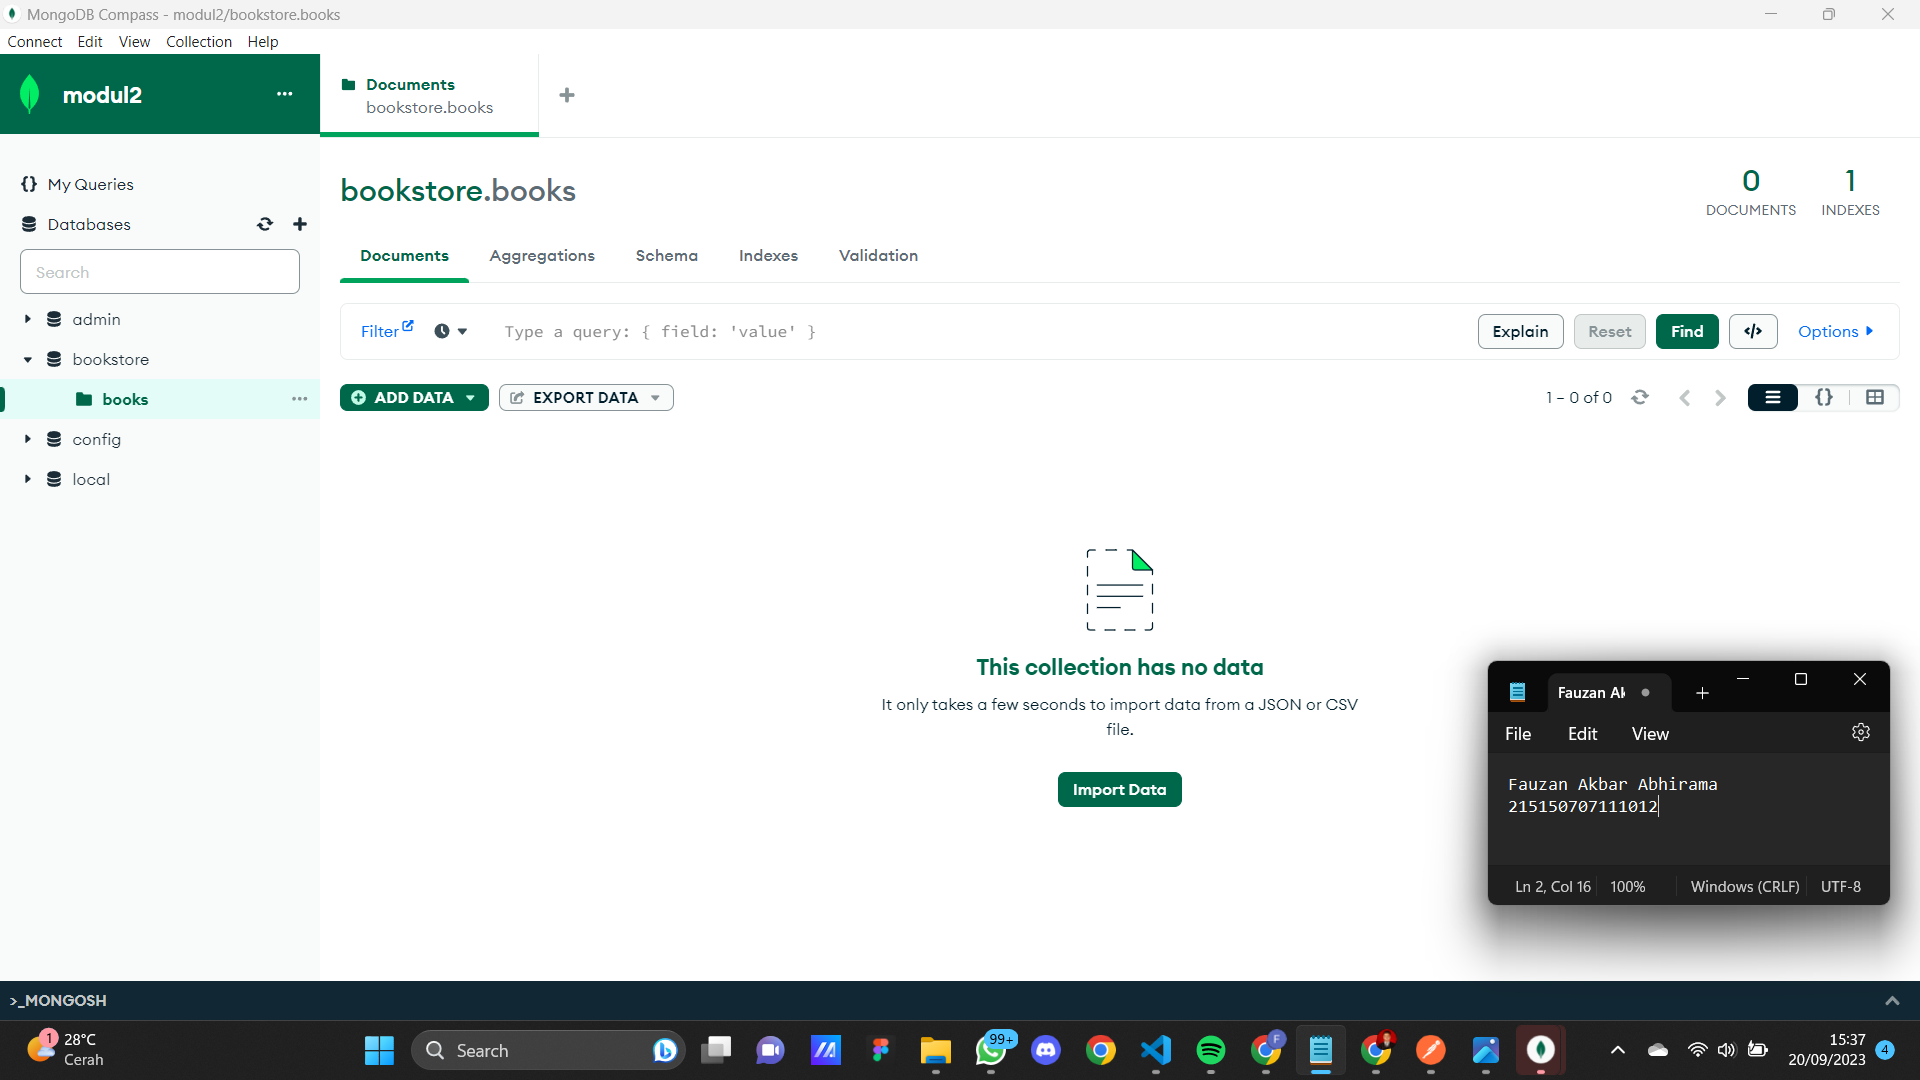 MongoDB Compass - modul2/bookstore.books
Connect Edit View Collection Help
modul2
Documents
bookstore.books
My Queries
Databases
Search
admin
bookstore
books
config
local
bookstore.books
0
DOCUMENTS
1
INDEXES
Documents Aggregations Schema Indexes Validation
Filter
Type a query: { field: 'value' }
Explain Reset Find </> Options
ADD DATA
EXPORT DATA
1 – 0 of 0
{}
This collection has no data
It only takes a few seconds to import data from a JSON or CSV
file.
Import Data
Fauzan Ak
File Edit View
Fauzan Akbar Abhirama
215150707111012
Ln 2, Col 16 100% Windows (CRLF) UTF-8
>_MONGOSH
1
28°C
Cerah
Search
99+
F
15:37
20/09/2023
4